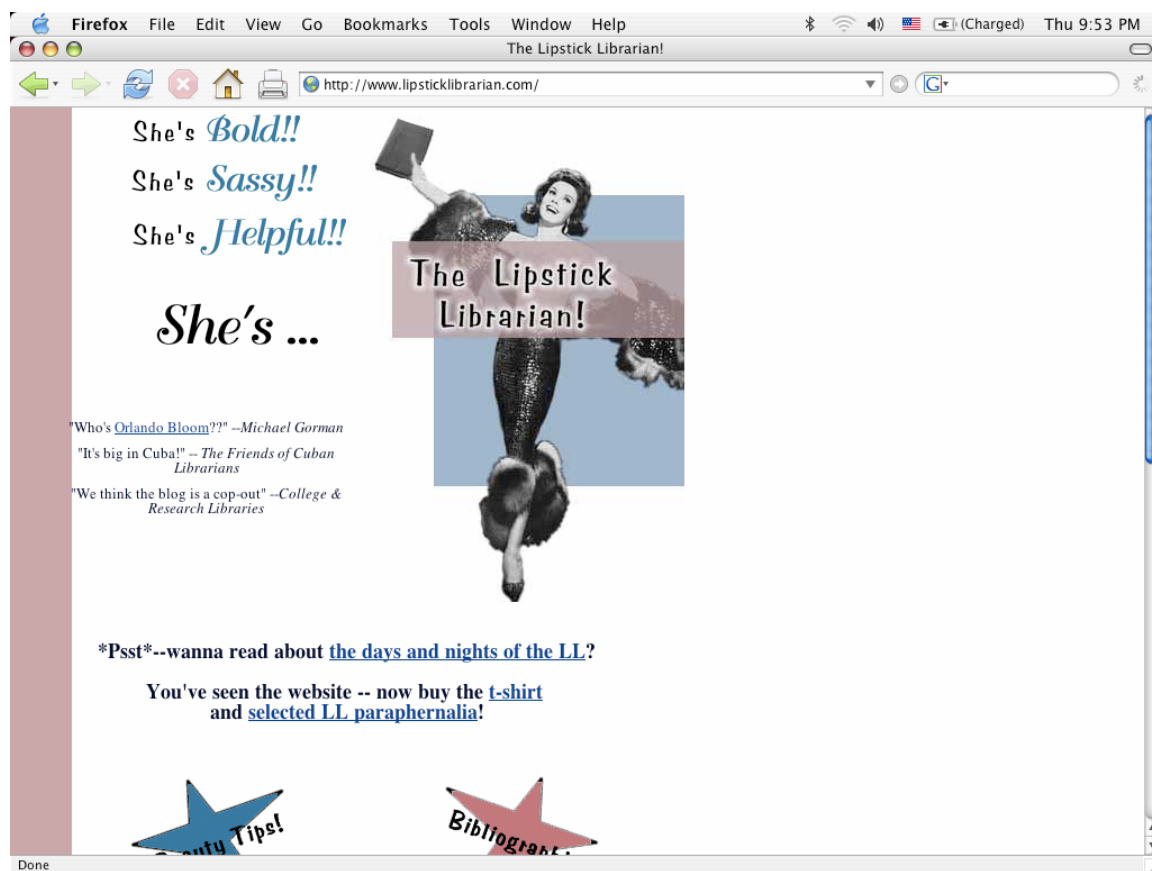 Firefox File Edit View Go Bookmarks Tools Window Help (Charged) Thu 9:53 PM
The Lipstick Librarian!
http://www.lipsticklibrarian.com/ G
She's Bold!!
She's Sassy!!
She's Helpful!!
She's ...
The Lipstick
Librarian!
"Who's Orlando Bloom??" --Michael Gorman
"It's big in Cuba!" -- The Friends of Cuban
Librarians
"We think the blog is a cop-out" --College &
Research Libraries
*Psst*--wanna read about the days and nights of the LL?
You've seen the website -- now buy the t-shirt
and selected LL paraphernalia!
Tips!
Done